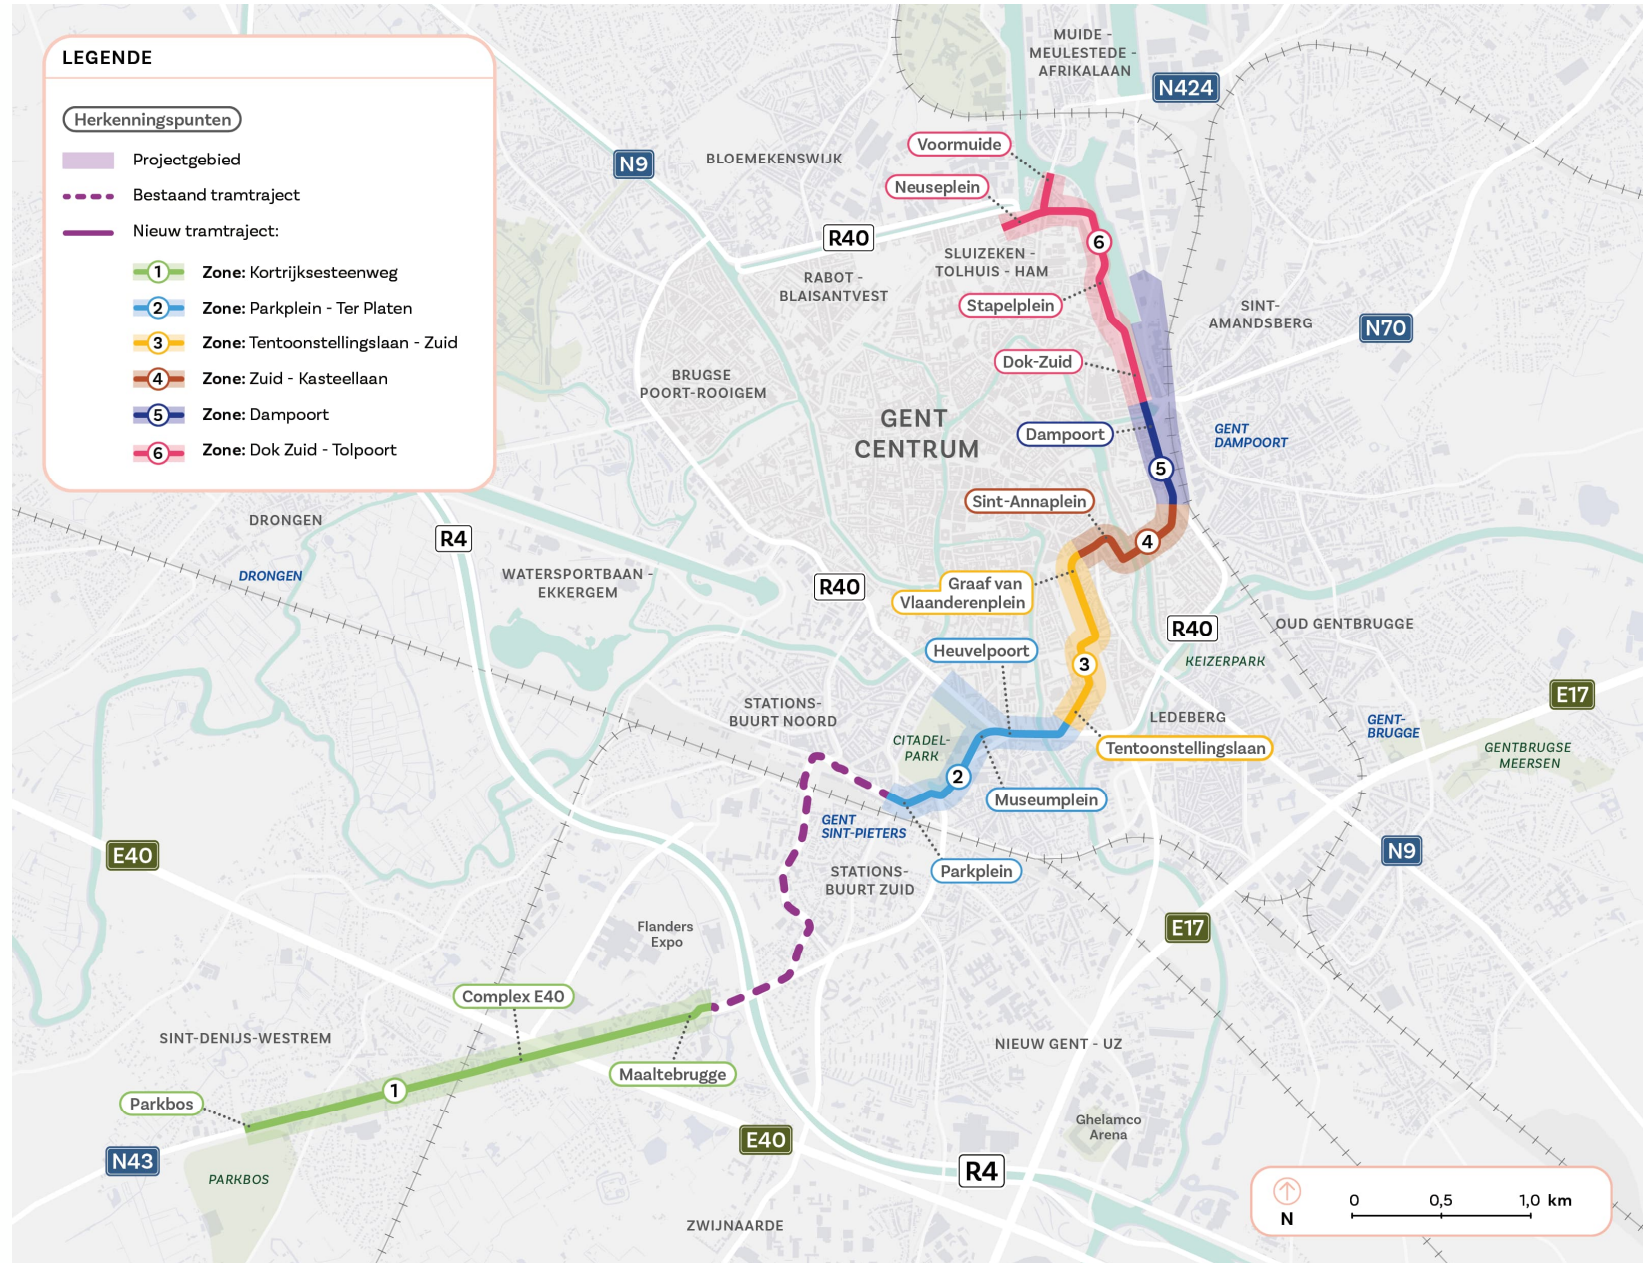 LEGENDE
Herkenningspunten
Projectgebied
Bestaand tramtraject
Nieuw tramtraject:
1 Zone: Kortrijksesteenweg
2 Zone: Parkplein - Ter Platen
3 Zone: Tentoonstellingslaan - Zuid
4 Zone: Zuid - Kasteellaan
5 Zone: Dampoort
6 Zone: Dok Zuid - Tolpoort
MUIDE -
MEULESTEDE -
AFRIKALAAN
N424
Voormuide
BLOEMEKENSWIJK
N9
Neuseplein
R40
6
SLUIZEKEN -
TOLHUIS - HAM
RABOT -
BLAISANTVEST
Stapelplein
SINT-
AMANDSBERG
N70
Dok-Zuid
BRUGSE
POORT-ROOIGEM
GENT
CENTRUM
Dampoort
GENT
DAMPOORT
5
Sint-Annaplein
DRONGEN
R4
4
DRONGEN
WATERSPORTBAAN -
EKKERGEM
R40
Graaf van
Vlaanderenplein
R40
OUD GENTBRUGGE
Heuvelpoort
3
KEIZERPARK
E17
STATIONS-
BUURT NOORD
LEDEBERG
GENT-
BRUGGE
CITADEL-
PARK
Tentoonstellingslaan
GENTBRUGSE
MEERSEN
2
Museumplein
GENT
SINT-PIETERS
E40
N9
STATIONS-
BUURT ZUID
Parkplein
Flanders
Expo
E17
Complex E40
SINT-DENIJS-WESTREM
NIEUW GENT - UZ
Maaltebrugge
1
Parkbos
Ghelamco
Arena
E40
N43
R4
PARKBOS
ZWIJNAARDE
N
0 0,5 1,0 km